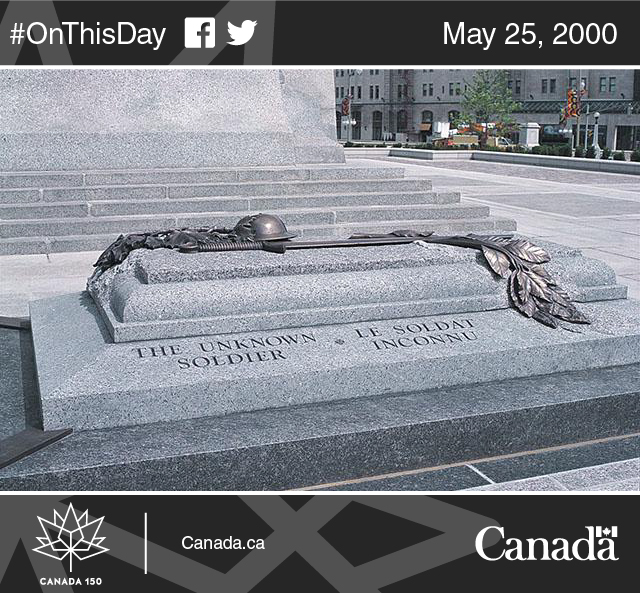 #OnThisDay
May 25, 2000
THE UNKNOWN SOLDIER
LE SOLDAT INCONNU
CANADA 150
Canada.ca
Canada